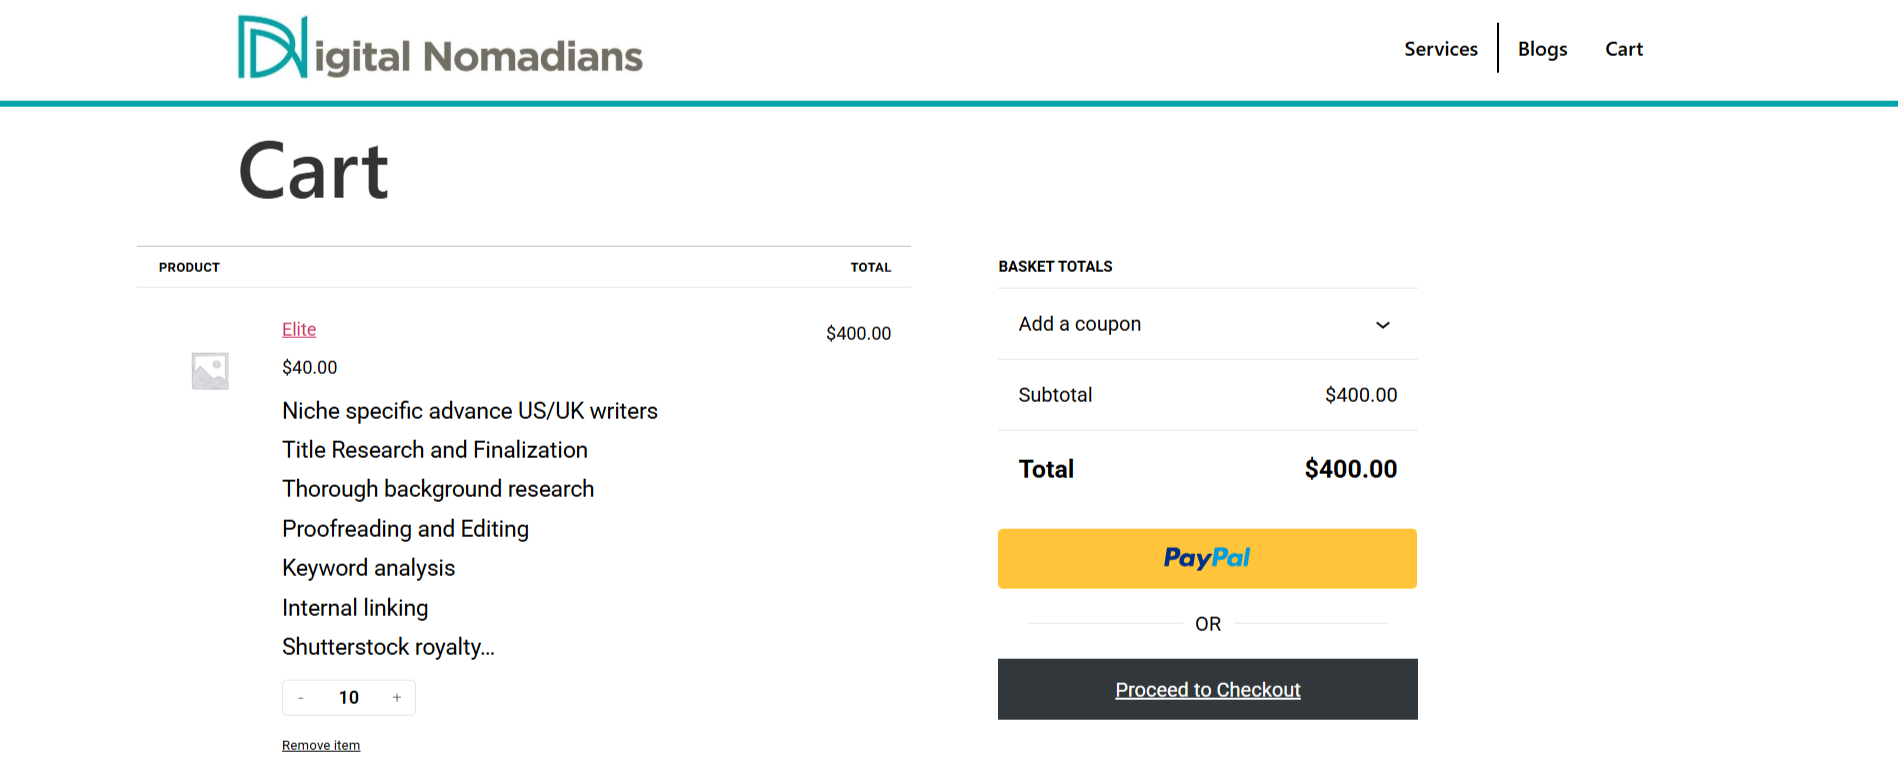 Digital Nomadians
Services
Blogs
Cart
Cart
PRODUCT
TOTAL
Elite
$400.00
$40.00
Niche specific advance US/UK writers
Title Research and Finalization
Thorough background research
Proofreading and Editing
Keyword analysis
Internal linking
Shutterstock royalty...
- 10 +
Remove item
BASKET TOTALS
Add a coupon
Subtotal $400.00
Total $400.00
PayPal
OR
Proceed to Checkout